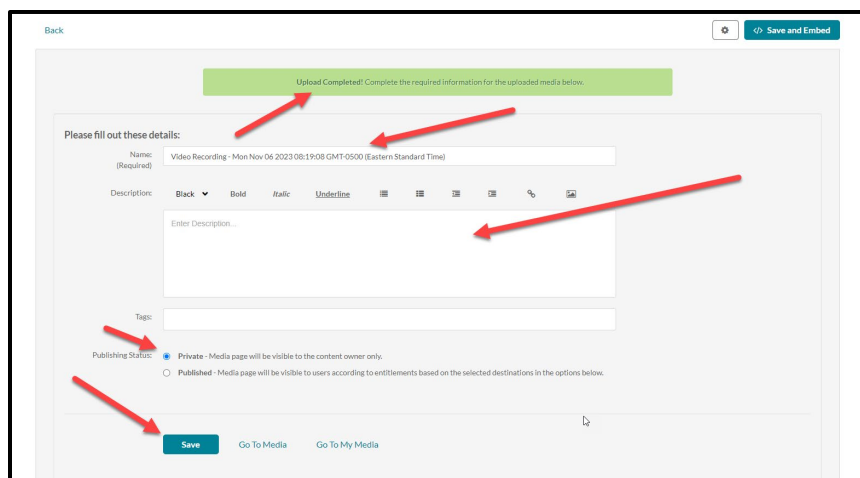 Back
</> Save and Embed
Upload Completed! Complete the required information for the uploaded media below.
Please fill out these details:
Name:
(Required)
Video Recording - Mon Nov 06 2023 08:19:08 GMT-0500 (Eastern Standard Time)
Description:
Black Bold Italic Underline
Enter Description...
Tags:
Publishing Status:
Private - Media page will be visible to the content owner only.
Published - Media page will be visible to users according to entitlements based on the selected destinations in the options below.
Save Go To Media Go To My Media